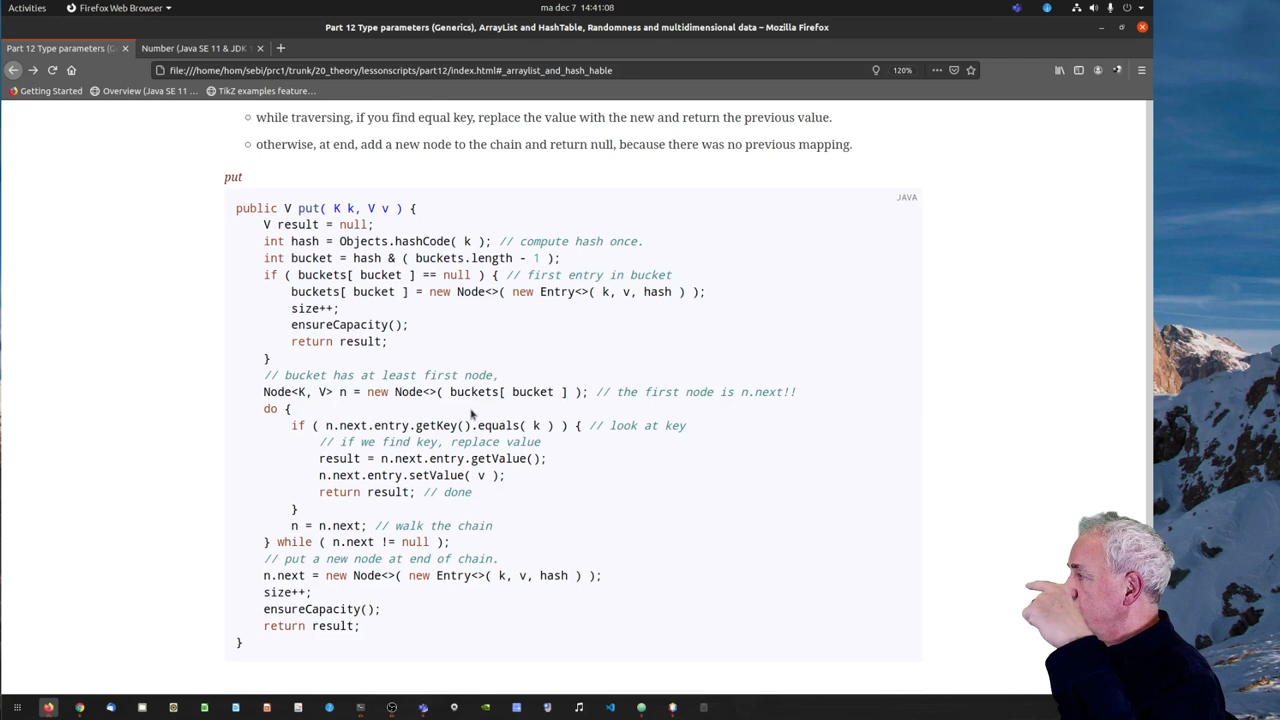 Activities
Firefox Web Browser
ma dec 7 14:41:08
Part 12 Type parameters (Generics), ArrayList and HashTable, Randomness and multidimensional data – Mozilla Firefox
Part 12 Type parameters (G
Number (Java SE 11 & JDK
file:///home/hom/sebi/prc1/trunk/20_theory/lessonscripts/part12/index.html#_arraylist_and_hash_hable
120%
Getting Started
Overview (Java SE 11 ...
TikZ examples feature...
while traversing, if you find equal key, replace the value with the new and return the previous value.
otherwise, at end, add a new node to the chain and return null, because there was no previous mapping.
put
JAVA
public V put( K k, V v ) {
V result = null;
int hash = Objects.hashCode( k ); // compute hash once.
int bucket = hash & ( buckets.length - 1 );
if ( buckets[ bucket ] == null ) { // first entry in bucket
buckets[ bucket ] = new Node<>( new Entry<>( k, v, hash ) );
size++;
ensureCapacity();
return result;
}
// bucket has at least first node,
Node<K, V> n = new Node<>( buckets[ bucket ] ); // the first node is n.next!!
do {
if ( n.next.entry.getKey().equals( k ) ) { // look at key
// if we find key, replace value
result = n.next.entry.getValue();
n.next.entry.setValue( v );
return result; // done
}
n = n.next; // walk the chain
} while ( n.next != null );
// put a new node at end of chain.
n.next = new Node<>( new Entry<>( k, v, hash ) );
size++;
ensureCapacity();
return result;
}